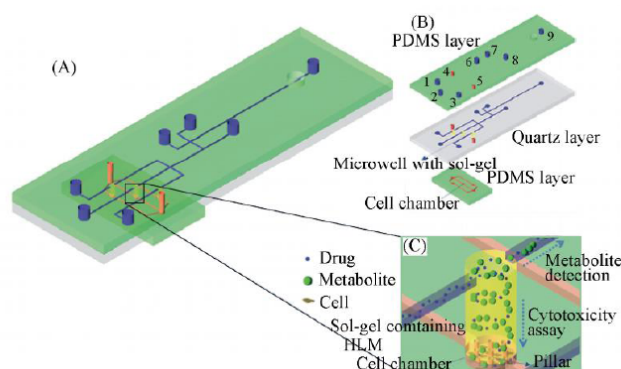 (A)
(B)
PDMS layer
1
2
3
4
5
6
7
8
9
Quartz layer
Microwell with sol-gel
PDMS layer
Cell chamber
Drug
Metabolite
Cell
(C)
Metabolite
detection
Cytotoxicity
assay
Sol-gel comtaining
HLM
Cell chamber
Pillar